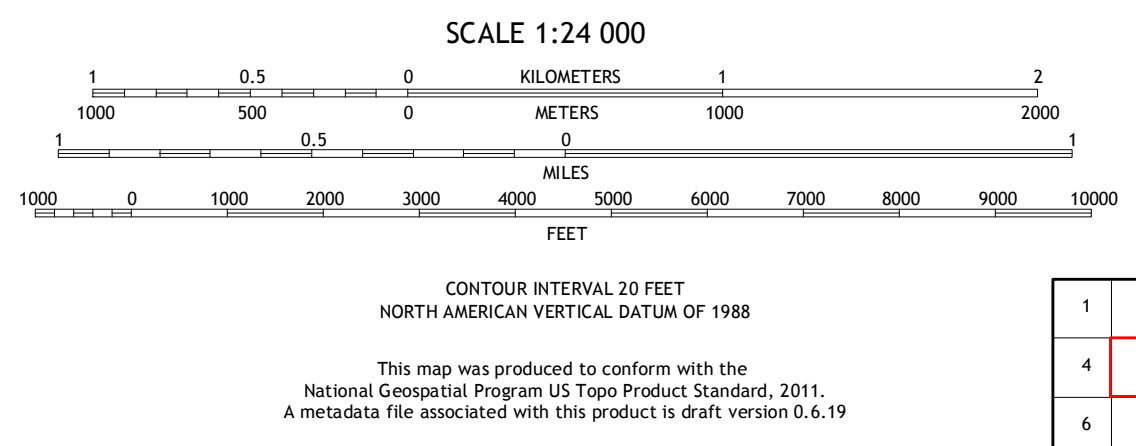 SCALE 1:24 000
1 0.5 0 KILOMETERS 1 2
1000 500 0 METERS 1000 2000
1 0.5 0 1
MILES
1000 0 1000 2000 3000 4000 5000 6000 7000 8000 9000 10000
FEET
CONTOUR INTERVAL 20 FEET
NORTH AMERICAN VERTICAL DATUM OF 1988
This map was produced to conform with the
National Geospatial Program US Topo Product Standard, 2011.
A metadata file associated with this product is draft version 0.6.19
1
4
6